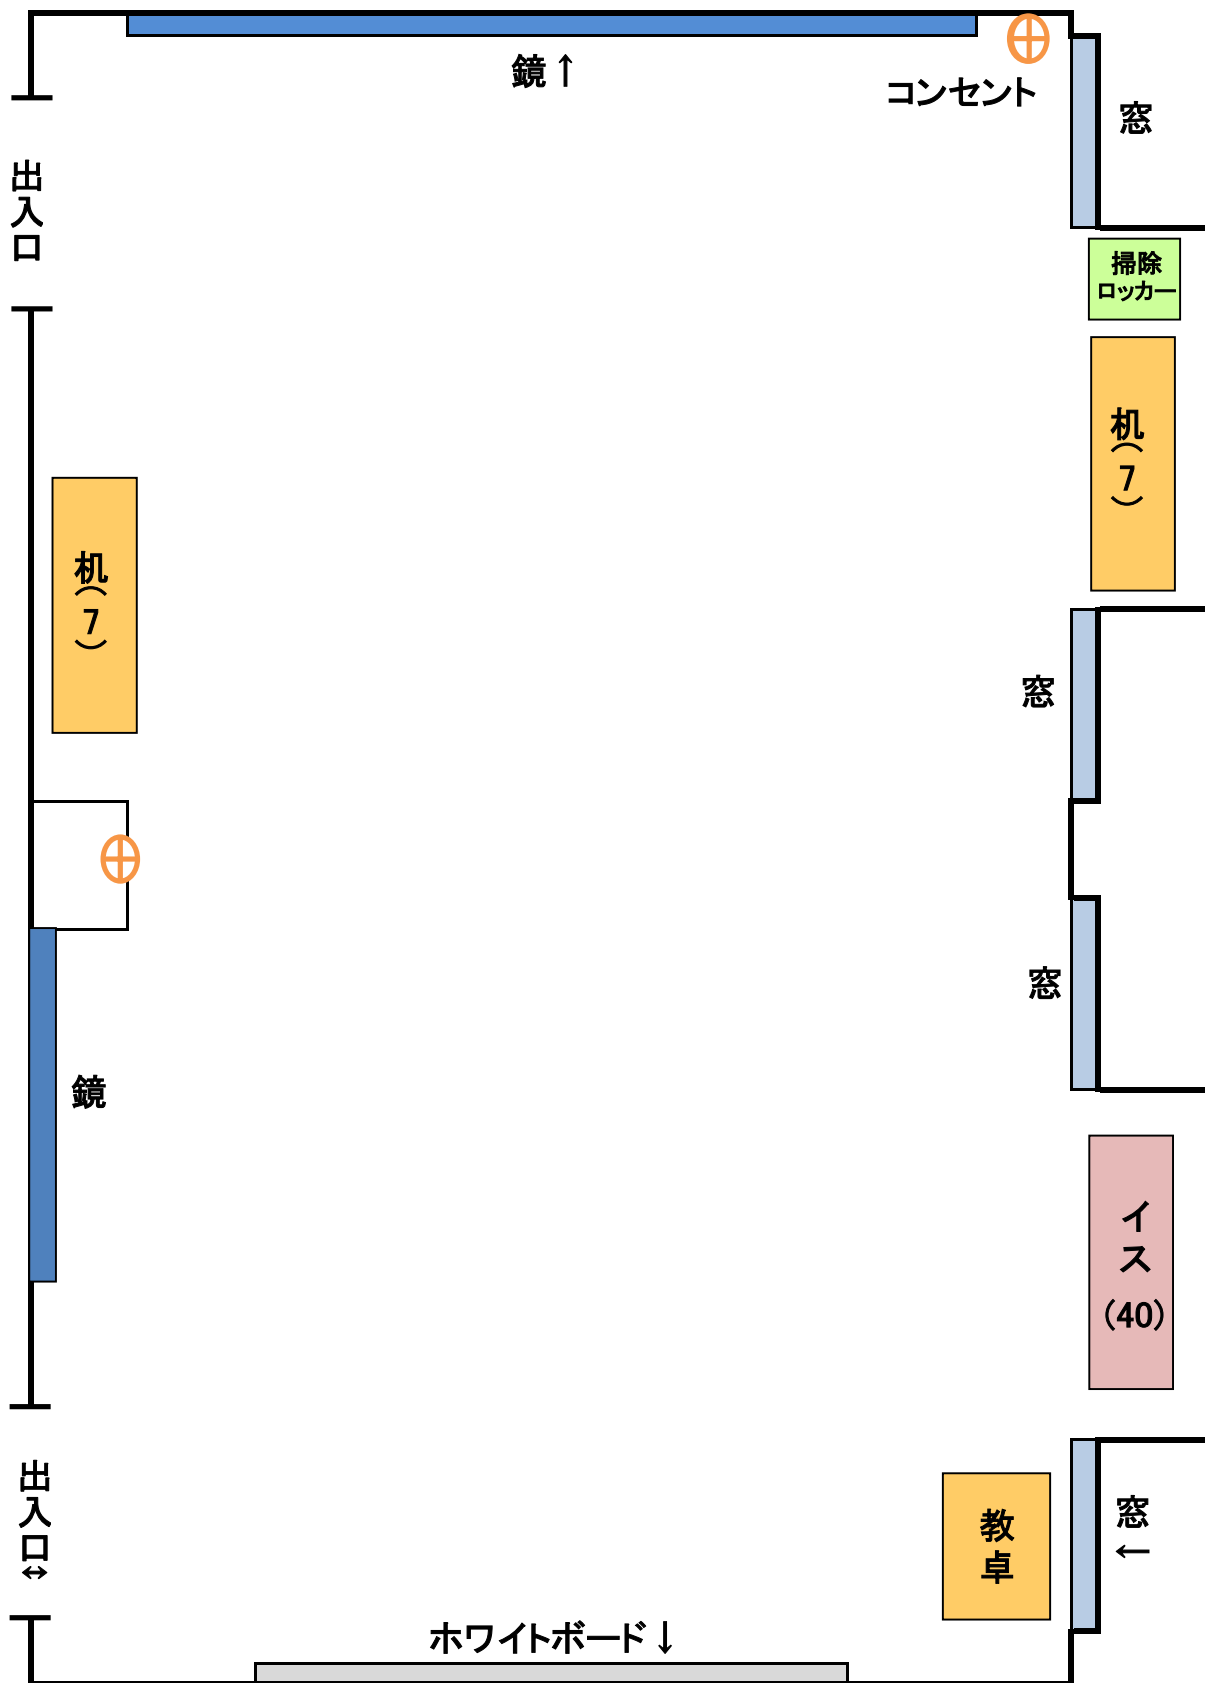 鏡↑
コンセント
窓
出入口
掃除
ロッカー
机(7)
机(7)
窓
窓
鏡
イス
(40)
出入口↔
教卓
窓←
ホワイトボード↓